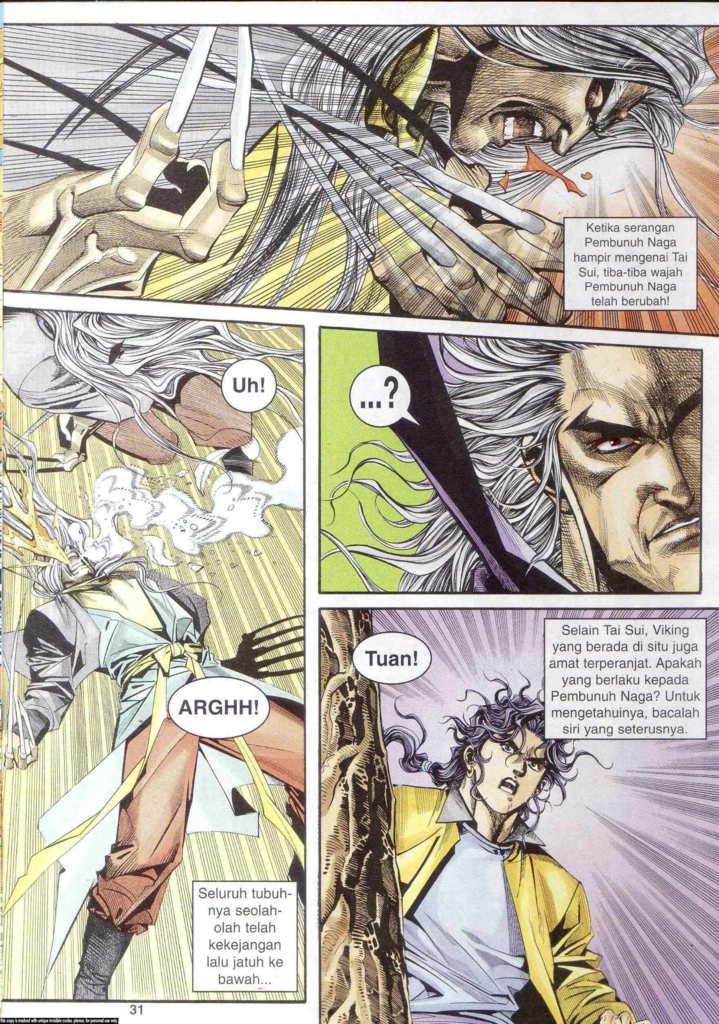 Ketika serangan
Pembunuh Naga
hampir mengenai Tai
Sui, tiba-tiba wajah
Pembunuh Naga
telah berubah!
Uh!
...?
ARGHH!
Seluruh tubuh-
nya seolah-
olah telah
kekejangan
lalu jatuh ke
bawah...
Tuan!
Selain Tai Sui, Viking
yang berada di situ juga
amat terperanjat. Apakah
yang berlaku kepada
Pembunuh Naga? Untuk
mengetahuinya, bacalah
siri yang seterusnya.
31